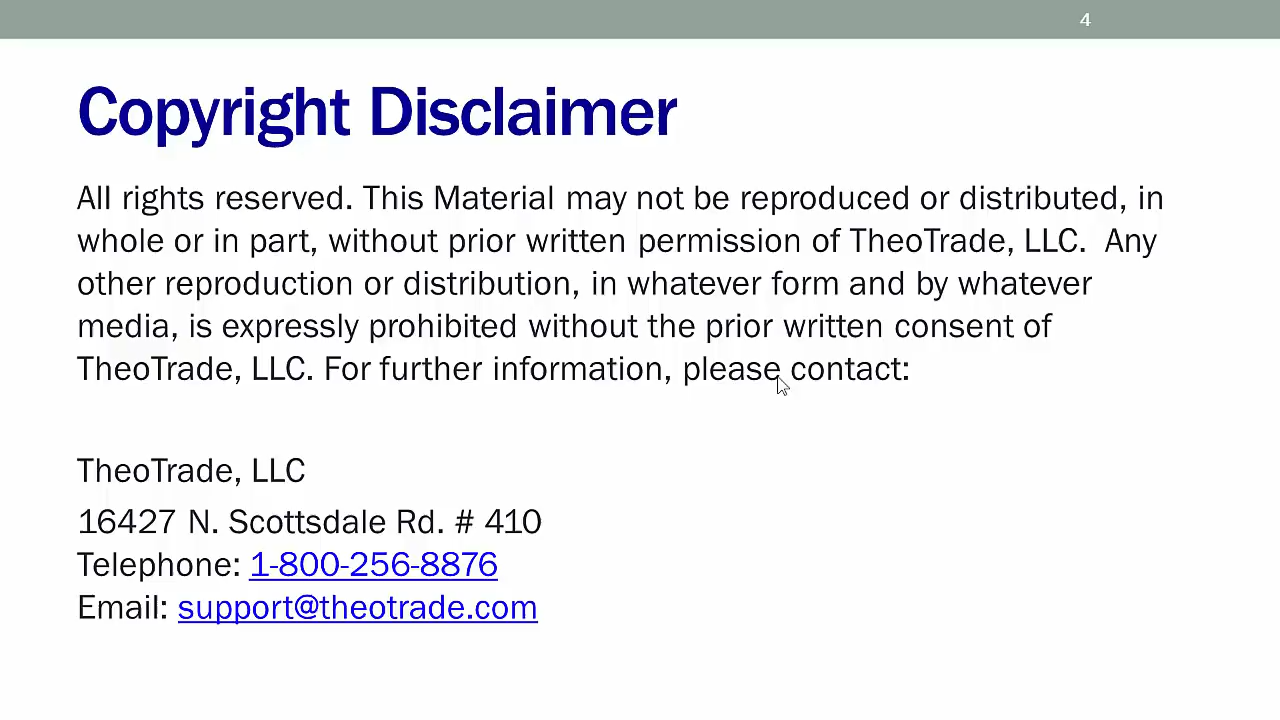 4
Copyright Disclaimer
All rights reserved. This Material may not be reproduced or distributed, in
whole or in part, without prior written permission of TheoTrade, LLC.  Any
other reproduction or distribution, in whatever form and by whatever
media, is expressly prohibited without the prior written consent of
TheoTrade, LLC. For further information, please contact:
TheoTrade, LLC
16427 N. Scottsdale Rd. # 410
Telephone: 1-800-256-8876
Email: support@theotrade.com